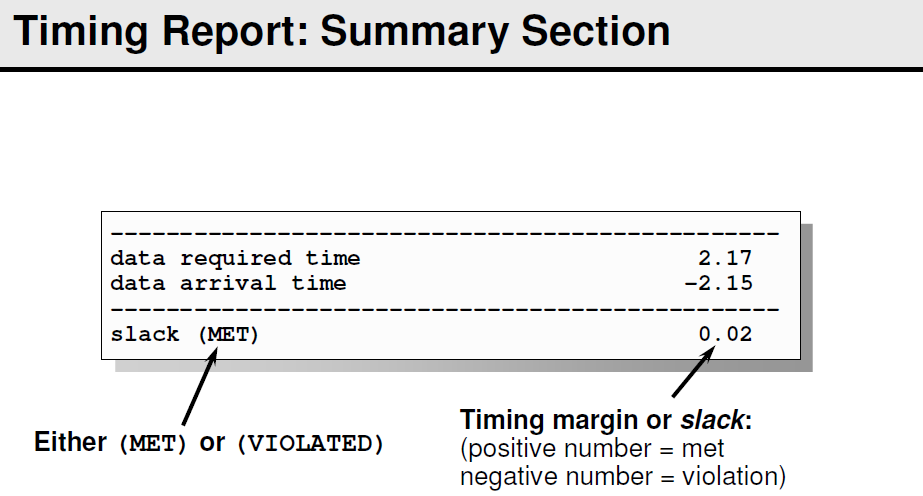 Timing Report: Summary Section
--------------------------------------------------
data required time 2.17
data arrival time -2.15
--------------------------------------------------
slack (MET) 0.02
Either (MET) or (VIOLATED)
Timing margin or slack:
(positive number = met
negative number = violation)